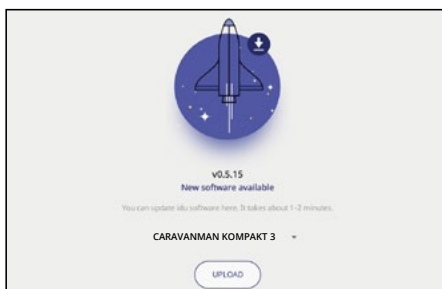 v0.5.15
New software available
You can update idu software here. It takes about 1-2 minutes.
CARAVANMAN KOMPAKT 3
UPLOAD